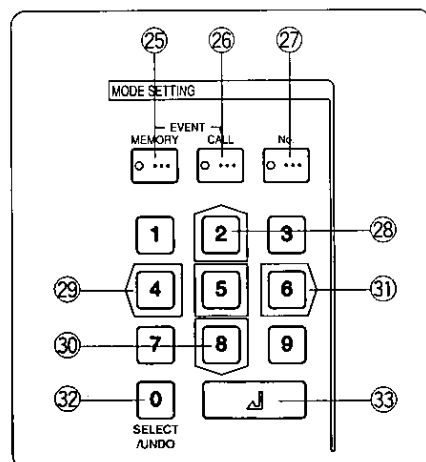 25 26 27
MODE SETTING
EVENT
MEMORY CALL No.
1 2 3 28
29 4 5 6 31
30 7 8 9
32 0 33
SELECT
/UNDO